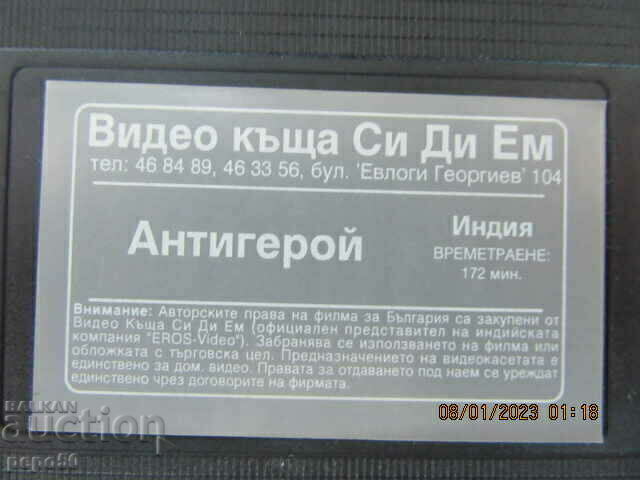 Видео къща Си Ди Ем
тел: 46 84 89, 46 33 56, бул. 'Евлоги Георгиев' 104
Антигерой
Индия
ВРЕМЕТРАЕНЕ:
172 мин.
Внимание: Авторските права на филма за България са закупени от
Видео Къща Си Ди Ем (официален представител на индийската
компания "EROS-Video"). Забранява се използването на филма или
обложката с търговска цел. Предназначението на видеокасетата е
единствено за дом. видео. Правата за отдаването под наем се уреждат
единствено чрез договорите на фирмата.
08/01/2023 01:18
BALKAN
auction
pepo59